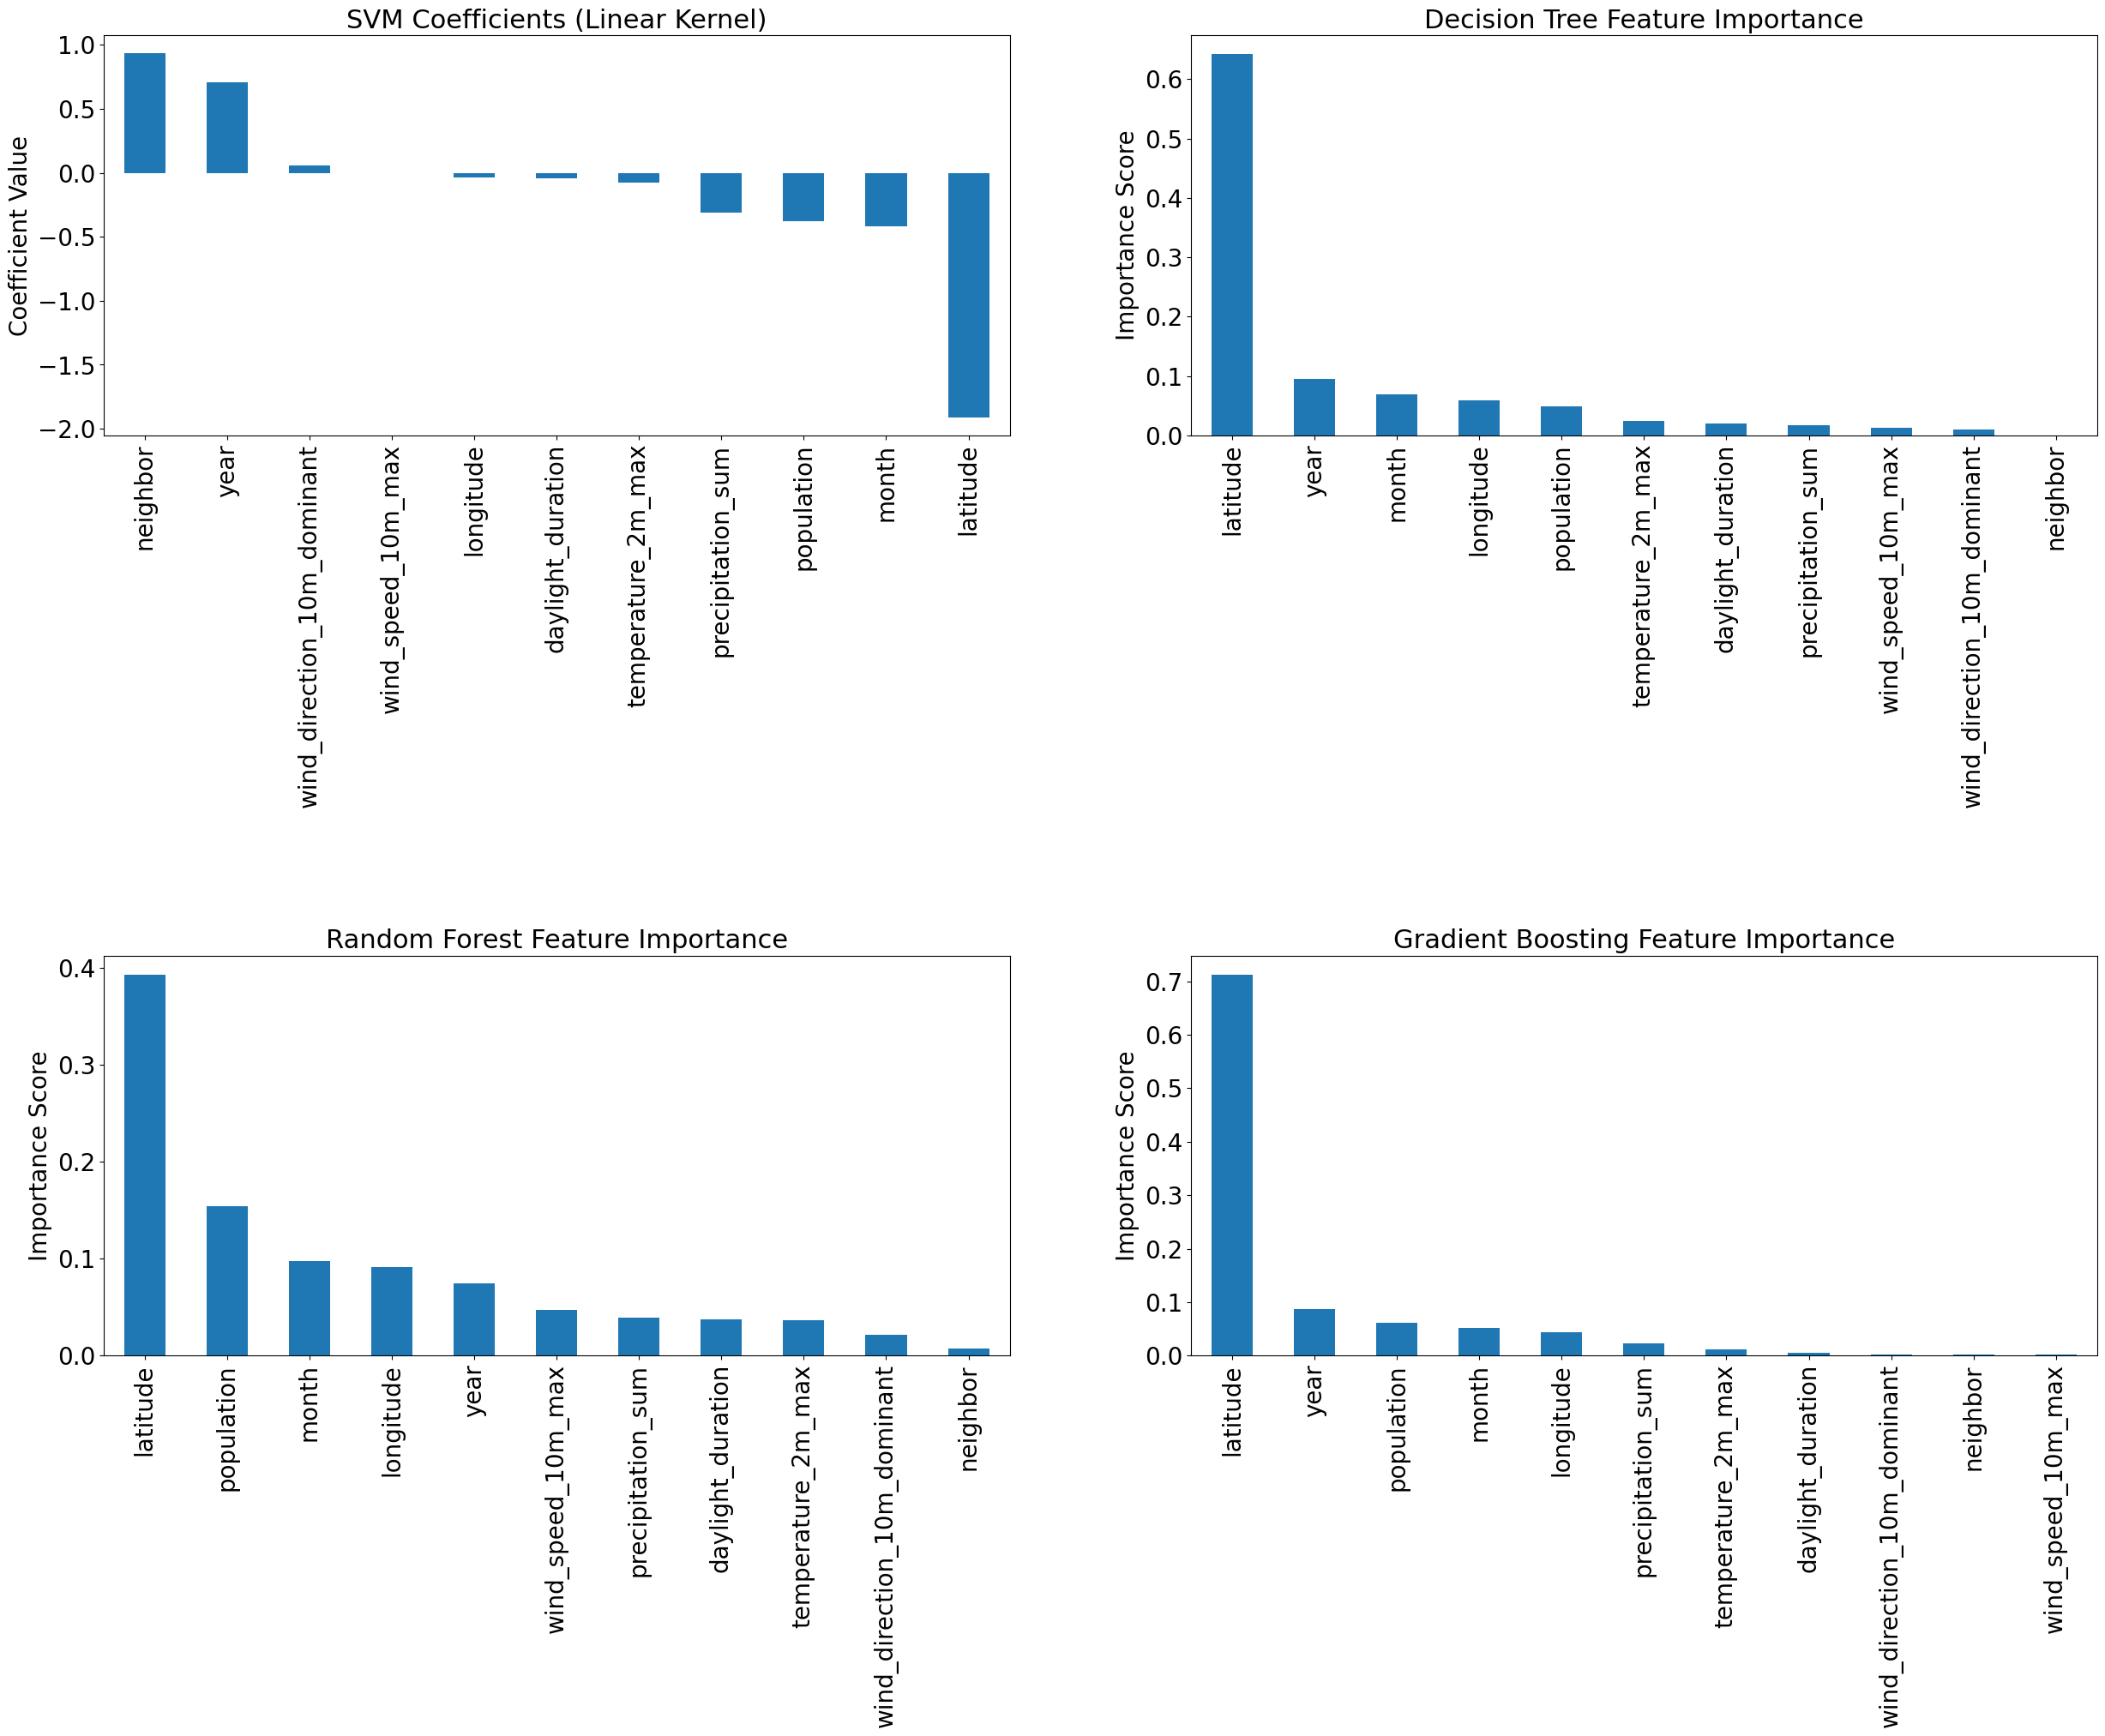 SVM Coefficients (Linear Kernel)
Coefficient Value
1.0
0.5
0.0
−0.5
−1.0
−1.5
−2.0
neighbor
year
wind_direction_10m_dominant
wind_speed_10m_max
longitude
daylight_duration
temperature_2m_max
precipitation_sum
population
month
latitude
Decision Tree Feature Importance
Importance Score
0.6
0.5
0.4
0.3
0.2
0.1
0.0
latitude
year
month
longitude
population
temperature_2m_max
daylight_duration
precipitation_sum
wind_speed_10m_max
wind_direction_10m_dominant
neighbor
Random Forest Feature Importance
Importance Score
0.4
0.3
0.2
0.1
0.0
latitude
population
month
longitude
year
wind_speed_10m_max
precipitation_sum
daylight_duration
temperature_2m_max
wind_direction_10m_dominant
neighbor
Gradient Boosting Feature Importance
Importance Score
0.7
0.6
0.5
0.4
0.3
0.2
0.1
0.0
latitude
year
population
month
longitude
precipitation_sum
temperature_2m_max
daylight_duration
wind_direction_10m_dominant
neighbor
wind_speed_10m_max